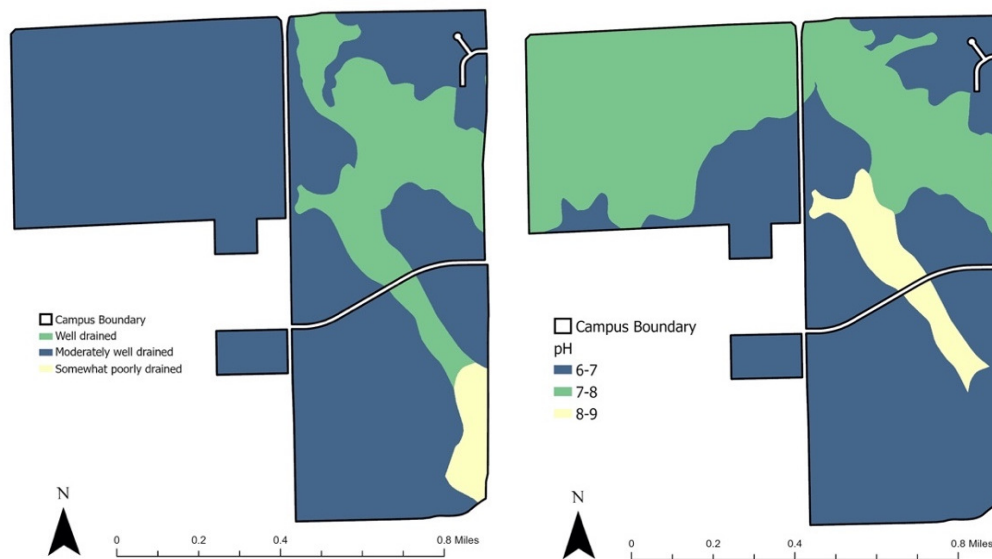 Campus Boundary
Well drained
Moderately well drained
Somewhat poorly drained
N
0 0.2 0.4 0.8 Miles
Campus Boundary
pH
6-7
7-8
8-9
N
0 0.2 0.4 0.8 Miles